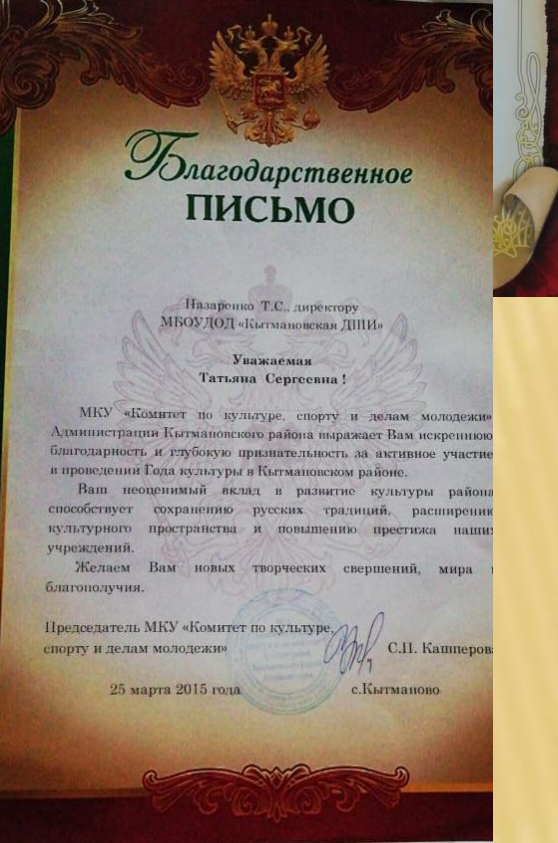 Благодарственное
ПИСЬМО
Назаренко Т.С., директору
МБОУДОД «Кытмановская ДШИ»
Уважаемая
Татьяна Сергеевна !
МКУ «Комитет по культуре, спорту и делам молодежи»
Администрации Кытмановского района выражает Вам искреннюю
благодарность и глубокую признательность за активное участие
в проведении Года культуры в Кытмановском районе.
Ваш неоценимый вклад в развитие культуры района
способствует сохранению русских традиций, расширению
культурного пространства и повышению престижа наших
учреждений.
Желаем Вам новых творческих свершений, мира
благополучия.
Председатель МКУ «Комитет по культуре,
спорту и делам молодежи» С.П. Кашперова
25 марта 2015 года с.Кытманово